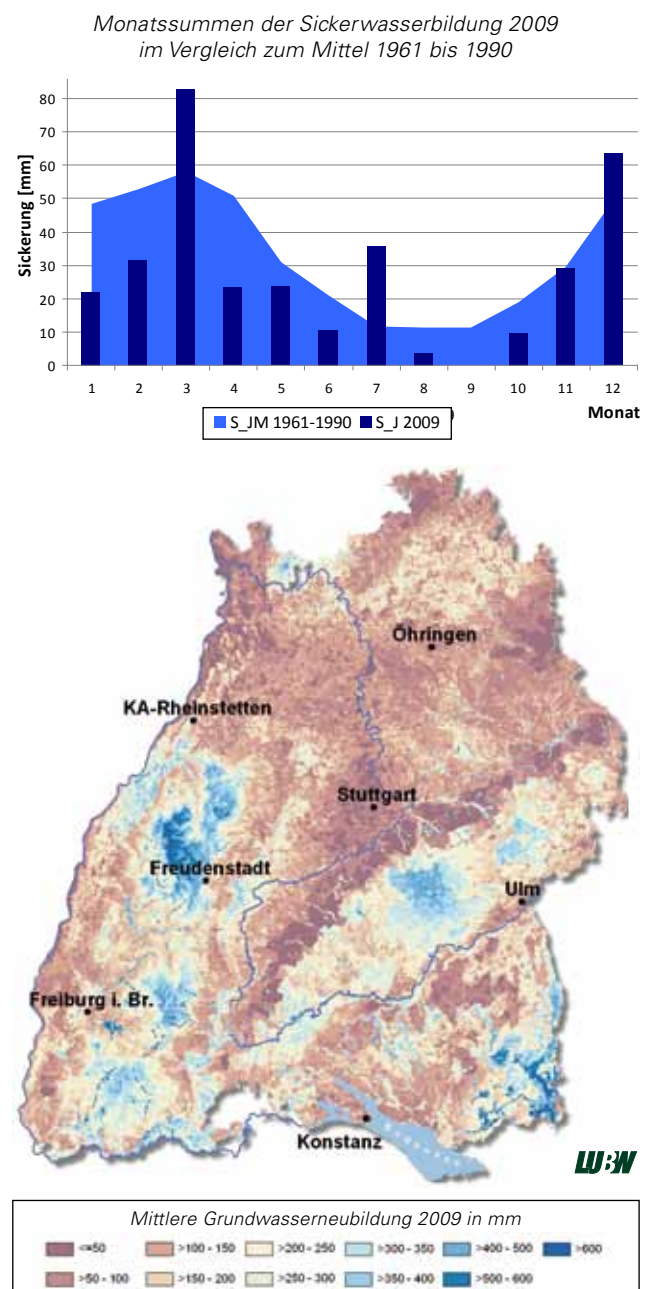 Monatssummen der Sickerwasserbildung 2009
im Vergleich zum Mittel 1961 bis 1990
Sickerung [mm]
80
70
60
50
40
30
20
10
0
1 2 3 4 5 6 7 8 9 10 11 12
Monat
S_JM 1961-1990 S_J 2009
Öhringen
KA-Rheinstetten
Stuttgart
Freudenstadt
Ulm
Freiburg i. Br.
Konstanz
LUBW
Mittlere Grundwasserneubildung 2009 in mm
<=50 >100 - 150 >200 - 250 >300 - 350 >400 - 500 >600
>50 - 100 >150 - 200 >250 - 300 >350 - 400 >500 - 600